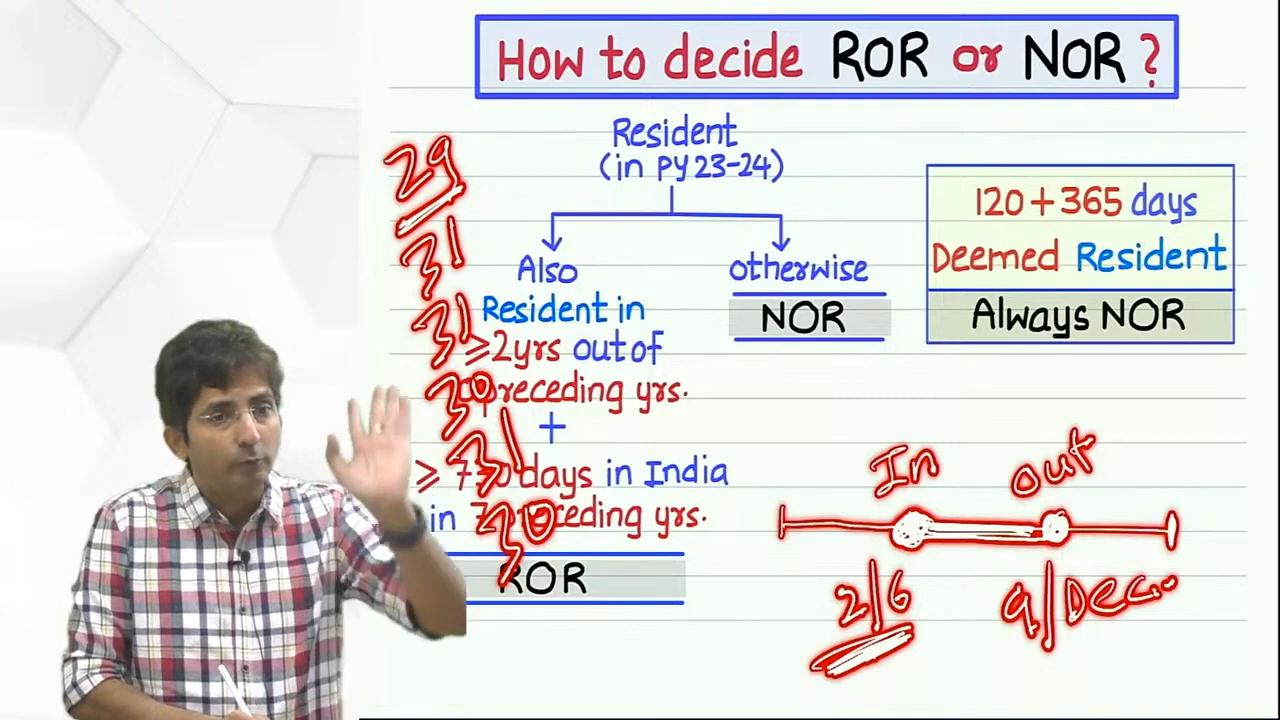 How to decide ROR or NOR ?
Resident
(in PY 23-24)
Also
Resident in
≥2yrs out of
preceding yrs.
+
≥ days in India
in preceding yrs.
ROR
otherwise
NOR
120+365 days
Deemed Resident
Always NOR
29
31
31
30
31
30
In out
2/6 9/Dec.